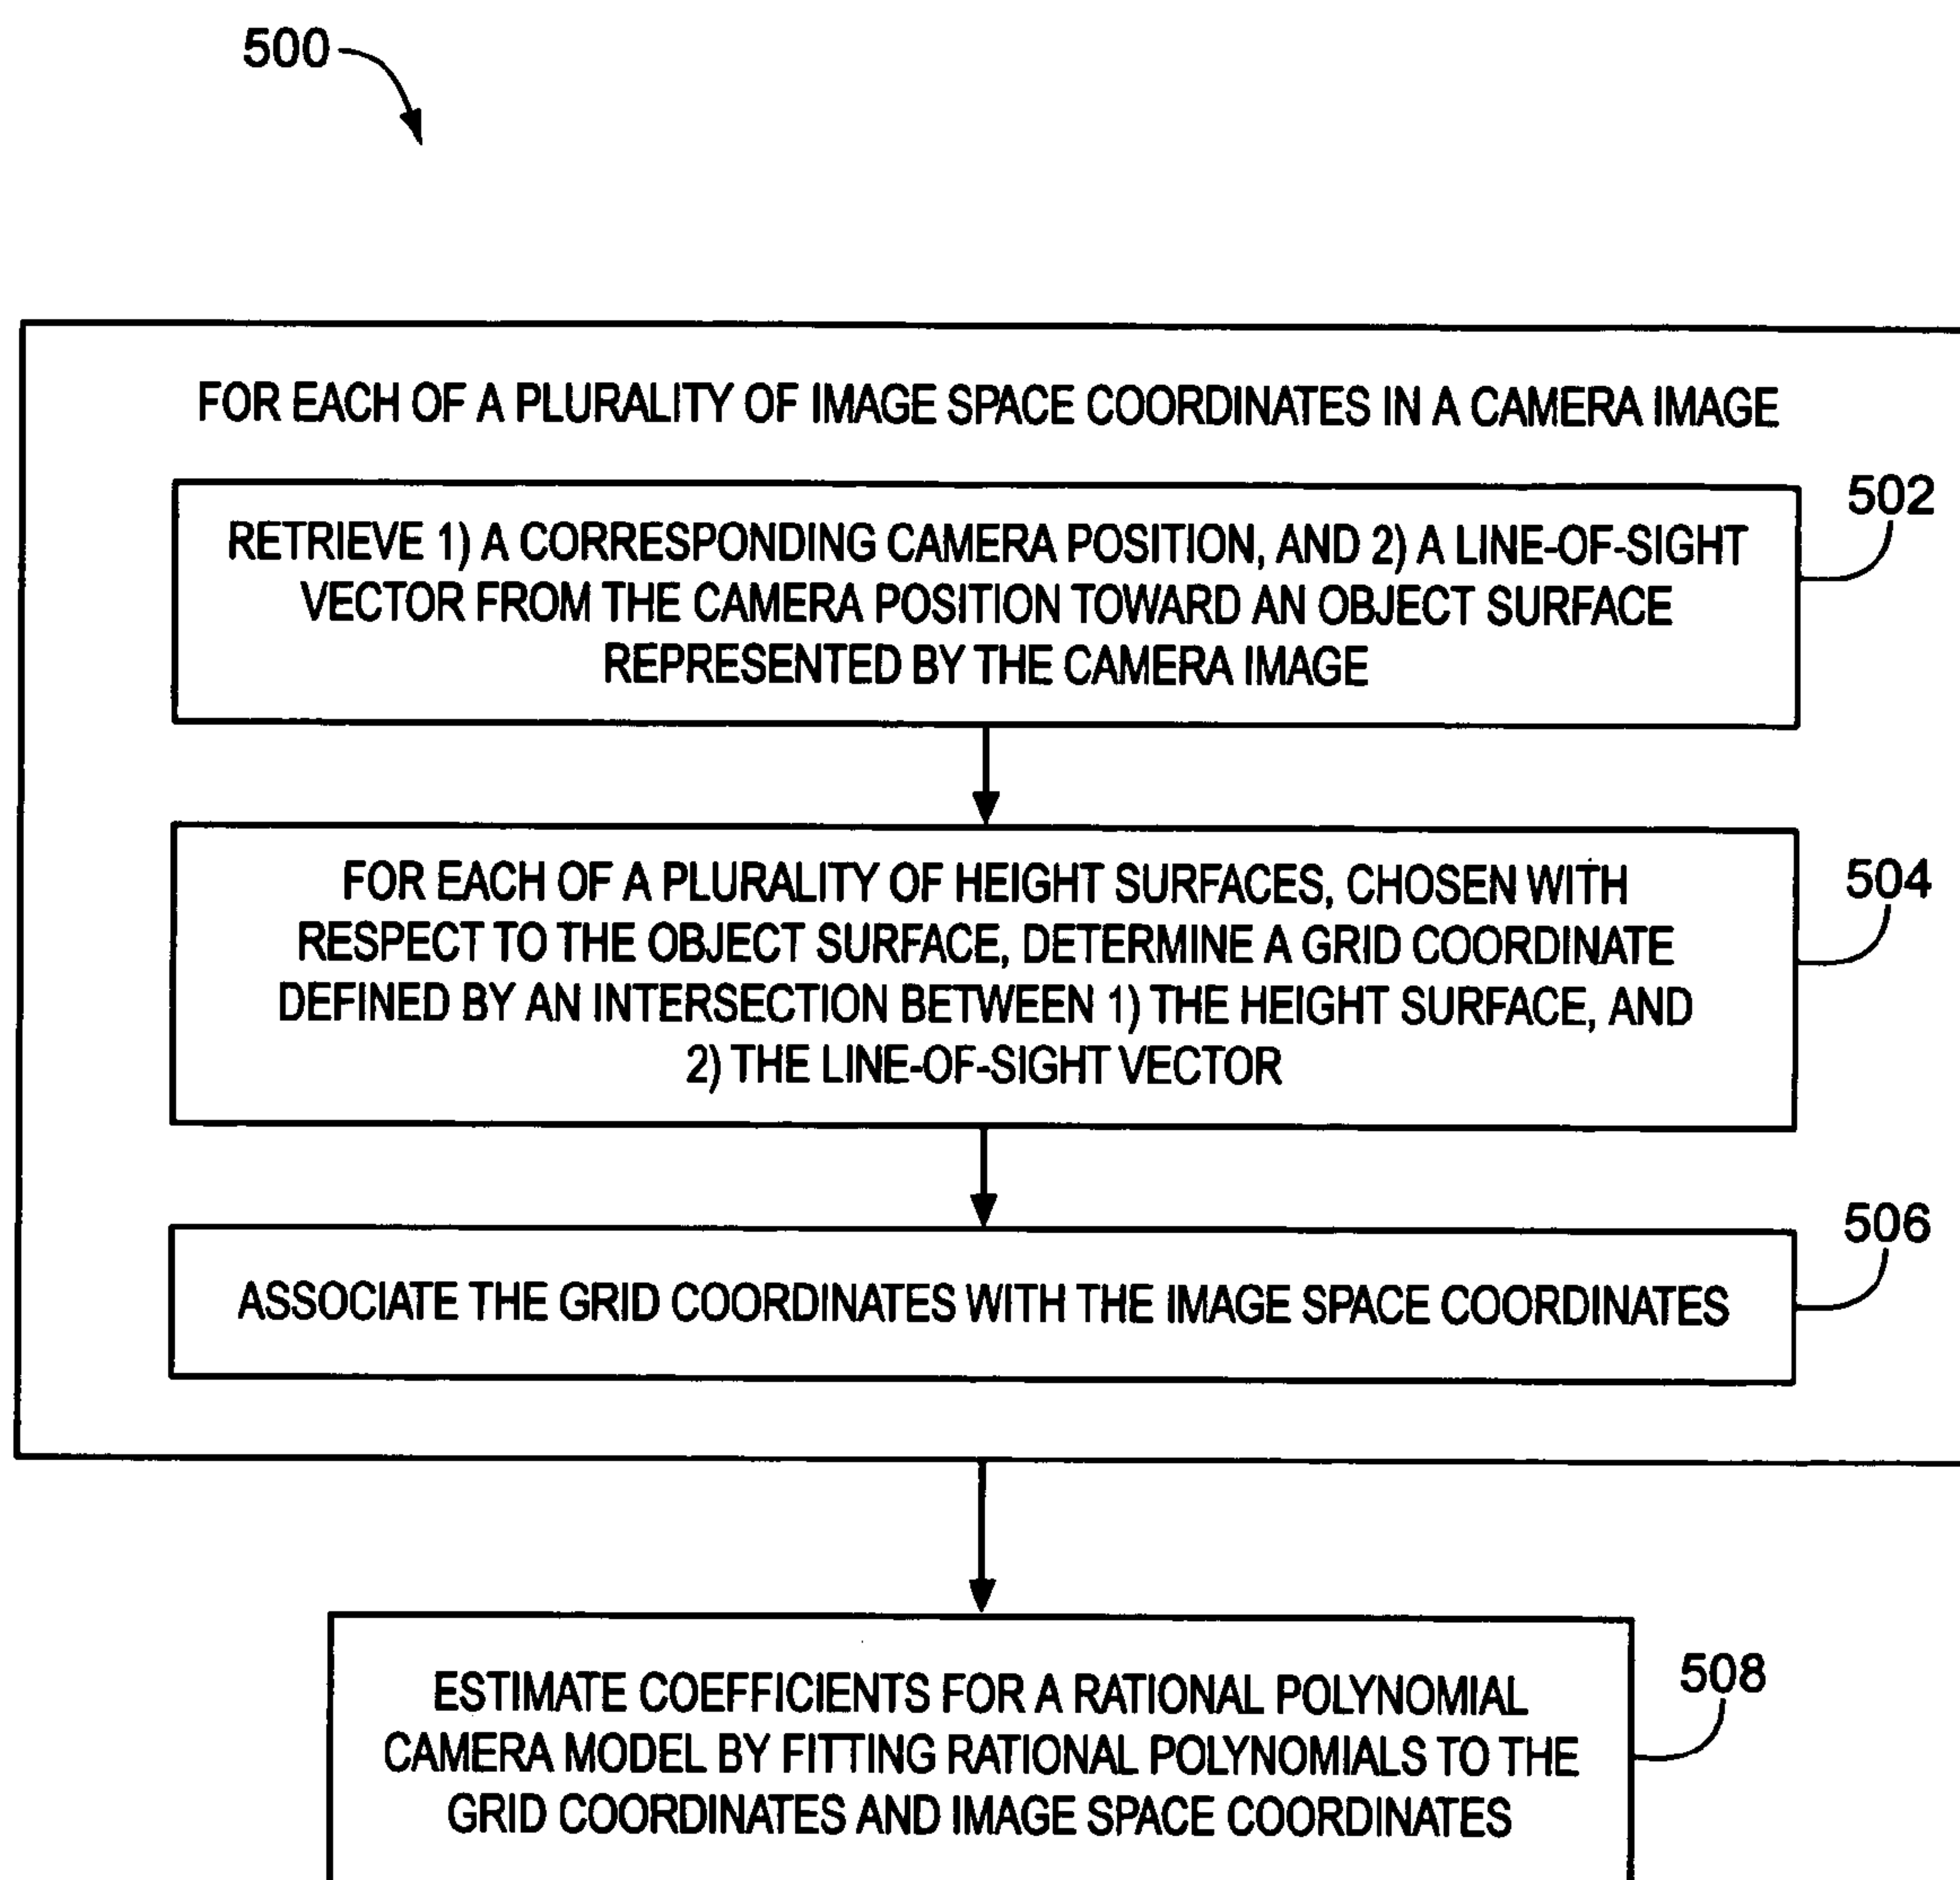 500
FOR EACH OF A PLURALITY OF IMAGE SPACE COORDINATES IN A CAMERA IMAGE
502
RETRIEVE 1) A CORRESPONDING CAMERA POSITION, AND 2) A LINE-OF-SIGHT
VECTOR FROM THE CAMERA POSITION TOWARD AN OBJECT SURFACE
REPRESENTED BY THE CAMERA IMAGE
504
FOR EACH OF A PLURALITY OF HEIGHT SURFACES, CHOSEN WITH
RESPECT TO THE OBJECT SURFACE, DETERMINE A GRID COORDINATE
DEFINED BY AN INTERSECTION BETWEEN 1) THE HEIGHT SURFACE, AND
2) THE LINE-OF-SIGHT VECTOR
506
ASSOCIATE THE GRID COORDINATES WITH THE IMAGE SPACE COORDINATES
508
ESTIMATE COEFFICIENTS FOR A RATIONAL POLYNOMIAL
CAMERA MODEL BY FITTING RATIONAL POLYNOMIALS TO THE
GRID COORDINATES AND IMAGE SPACE COORDINATES